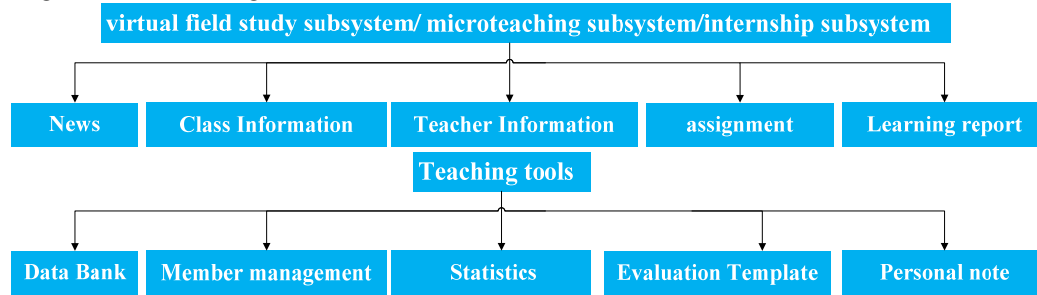 virtual field study subsystem/ microteaching subsystem/internship subsystem
News
Class Information
Teacher Information
assignment
Learning report
Teaching tools
Data Bank
Member management
Statistics
Evaluation Template
Personal note